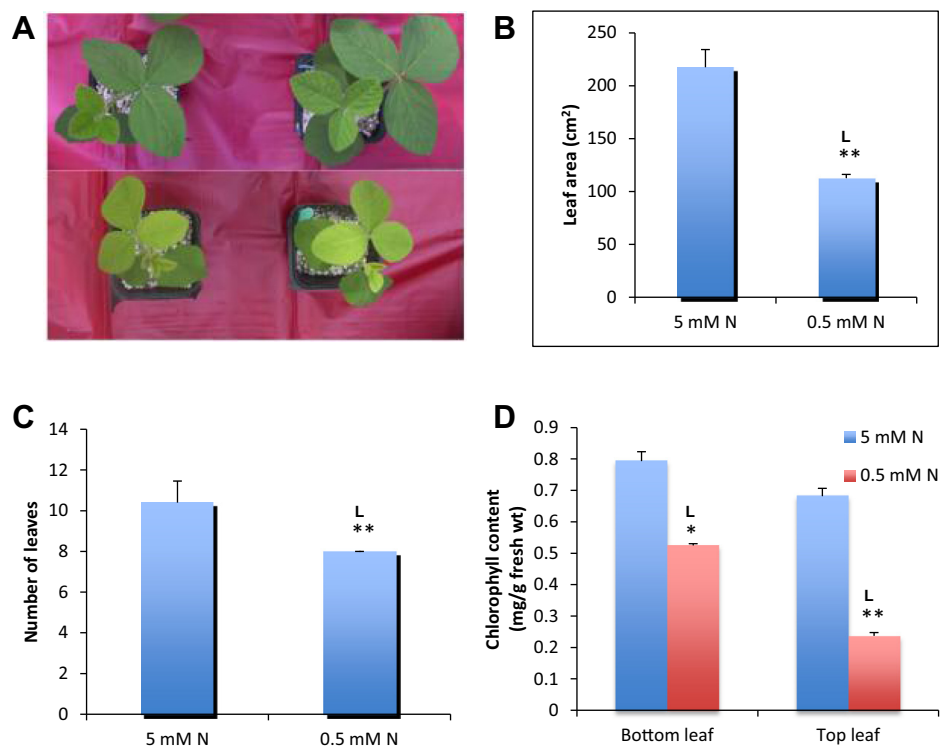 A
B
Leaf area (cm²)
250
200
150
100
50
0
L
**
5 mM N
0.5 mM N
C
Number of leaves
14
12
10
8
6
4
2
0
L
**
5 mM N
0.5 mM N
D
Chlorophyll content
(mg/g fresh wt)
0.9
0.8
0.7
0.6
0.5
0.4
0.3
0.2
0.1
0
5 mM N
0.5 mM N
L
*
L
**
Bottom leaf
Top leaf